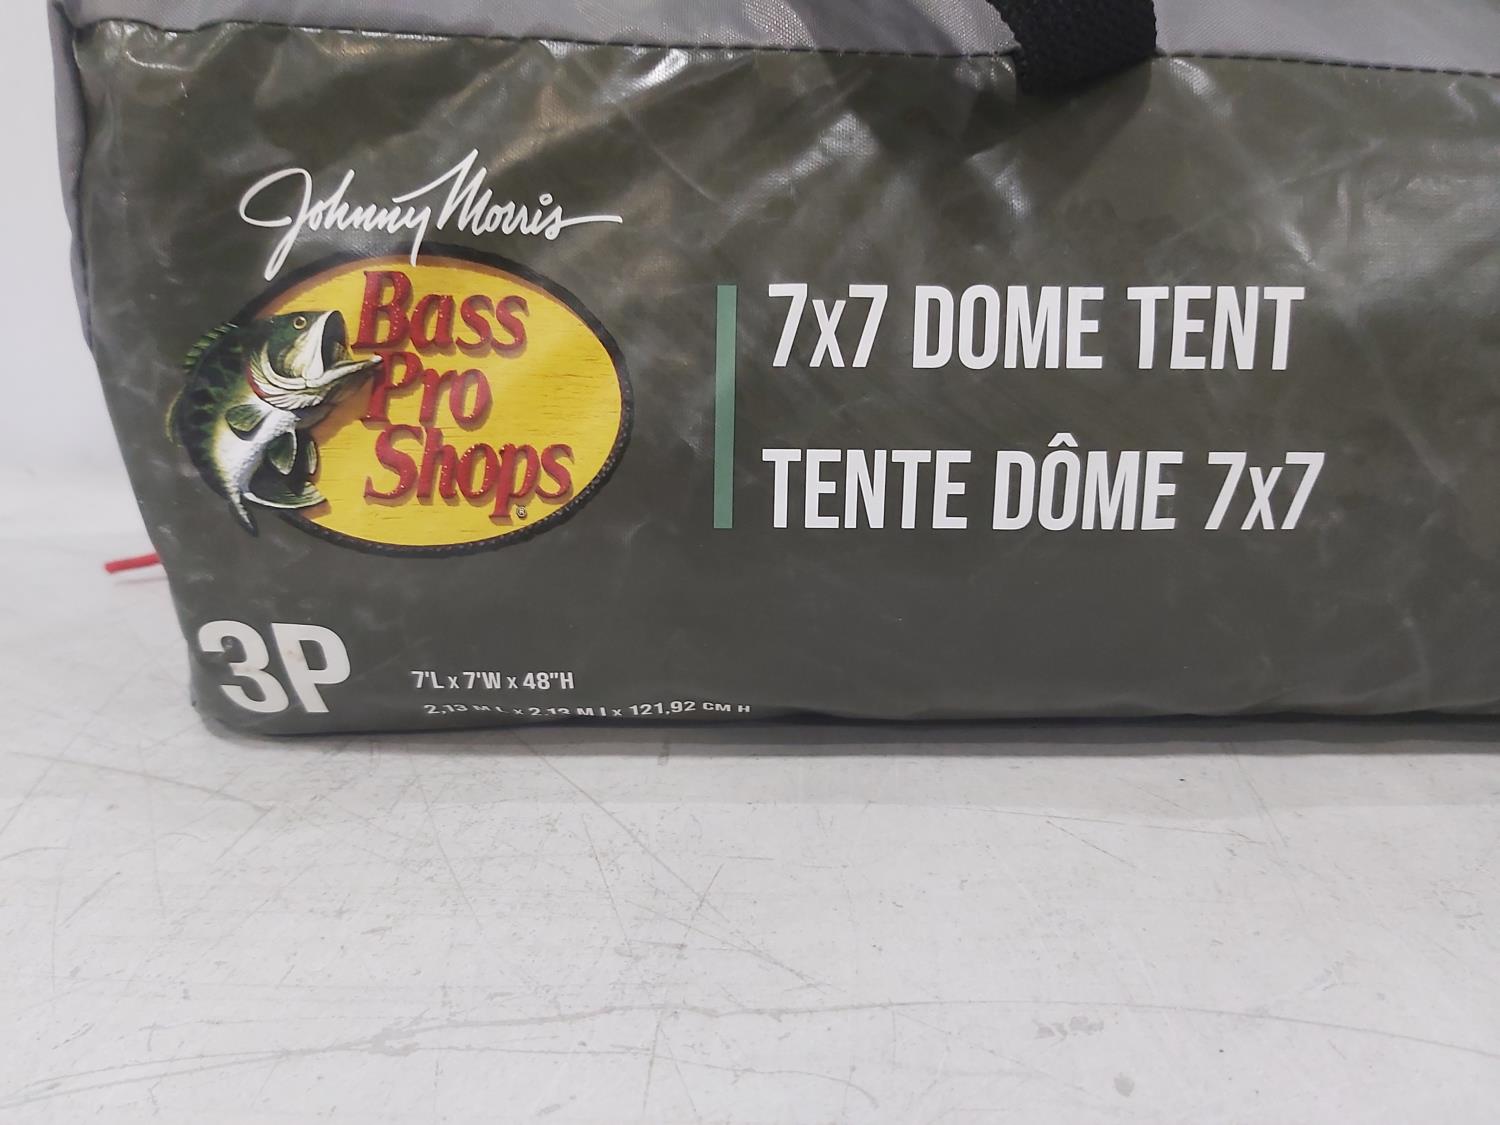 Johnny Morris
Bass
Pro
Shops®
7x7 DOME TENT
TENTE DÔME 7x7
3P
7'L x 7'W x 48"H
2,13 M L x 2,13 M l x 121,92 CM H